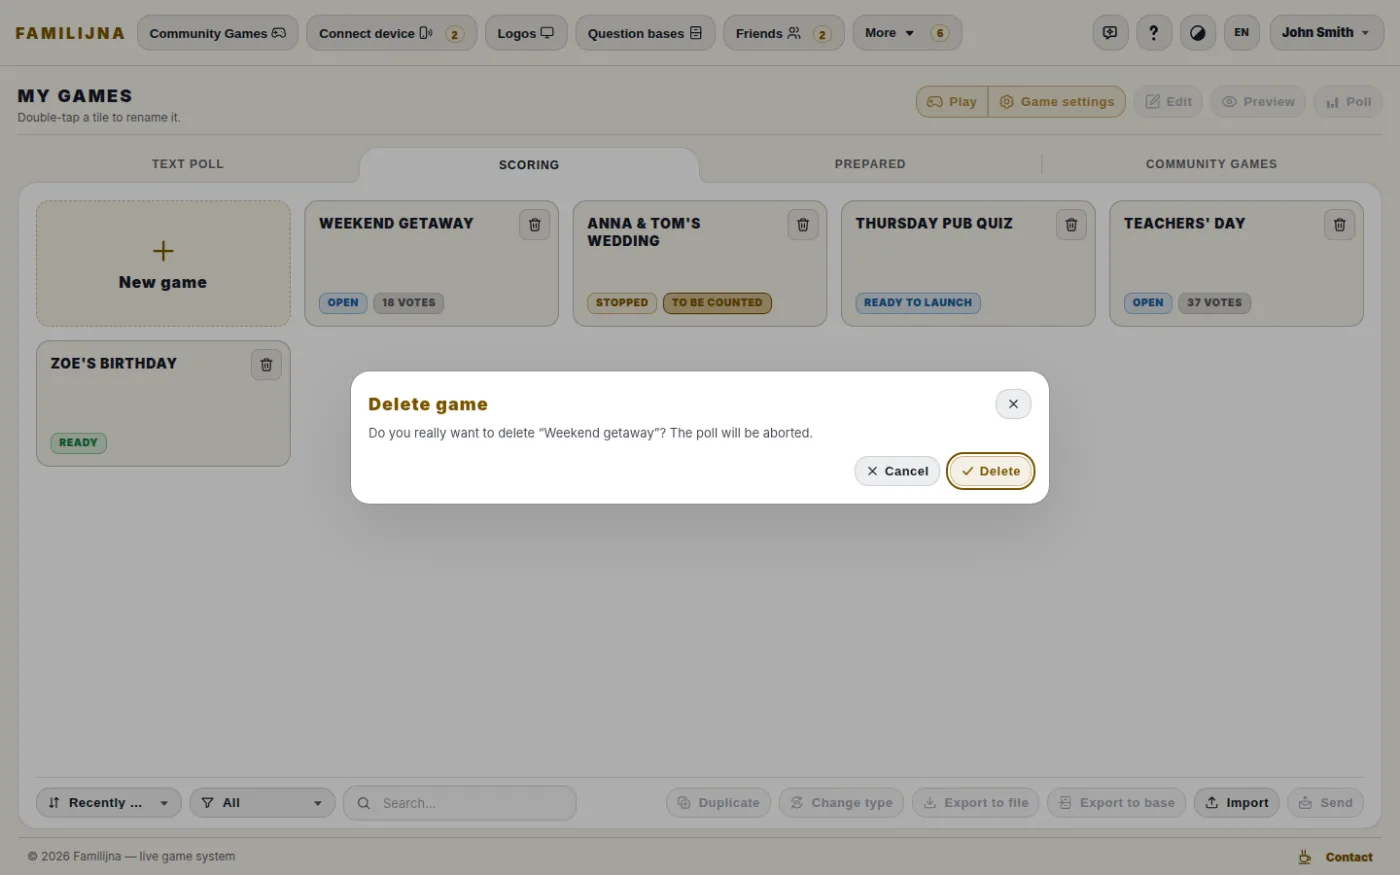 FAMILIJNA Community Games Connect device 2 Logos Question bases Friends 2 More 6 ? EN John Smith
MY GAMES
Double-tap a tile to rename it.
Play Game settings Edit Preview Poll
TEXT POLL SCORING PREPARED COMMUNITY GAMES
New game
WEEKEND GETAWAY
OPEN 18 VOTES
ANNA & TOM'S
WEDDING
STOPPED TO BE COUNTED
THURSDAY PUB QUIZ
READY TO LAUNCH
TEACHERS' DAY
OPEN 37 VOTES
ZOE'S BIRTHDAY
READY
Delete game
Do you really want to delete “Weekend getaway”? The poll will be aborted.
Cancel Delete
Recently ... All Search... Duplicate Change type Export to file Export to base Import Send
© 2026 Familijna — live game system Contact